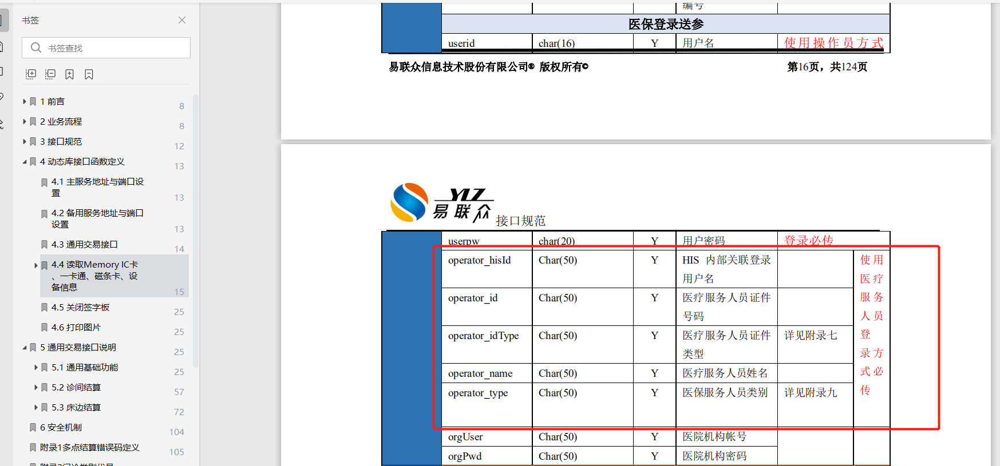 书签
书签查找
1 前言
8
2 业务流程
8
3 接口规范
12
4 动态库接口函数定义
13
4.1 主服务地址与端口设
置
13
4.2 备用服务地址与端口
设置
13
4.3 通用交易接口
14
4.4 读取Memory IC卡
、一卡通、磁条卡、设
备信息
15
4.5 关闭签字板
25
4.6 打印图片
25
5 通用交易接口说明
25
5.1 通用基础功能
25
5.2 诊间结算
57
5.3 床边结算
72
6 安全机制
104
附录1多点结算错误码定义
105
编号
医保登录送参
userid char(16) Y 用户名 使用操作员方式
易联众信息技术股份有限公司® 版权所有© 第16页，共124页
YLZ
易联众 接口规范
userpw char(20) Y 用户密码 登录必传
operator_hisId Char(50) Y HIS 内部关联登录
用户名
operator_id Char(50) Y 医疗服务人员证件
号码
operator_idType Char(50) Y 医疗服务人员证件 详见附录七
类型
operator_name Char(50) Y 医疗服务人员姓名
operator_type Char(50) Y 医保服务人员类别 详见附录九
使用
医疗
服务
人员
登
录方
式必
传
orgUser Char(50) Y 医院机构帐号
orgPwd Char(50) Y 医院机构密码